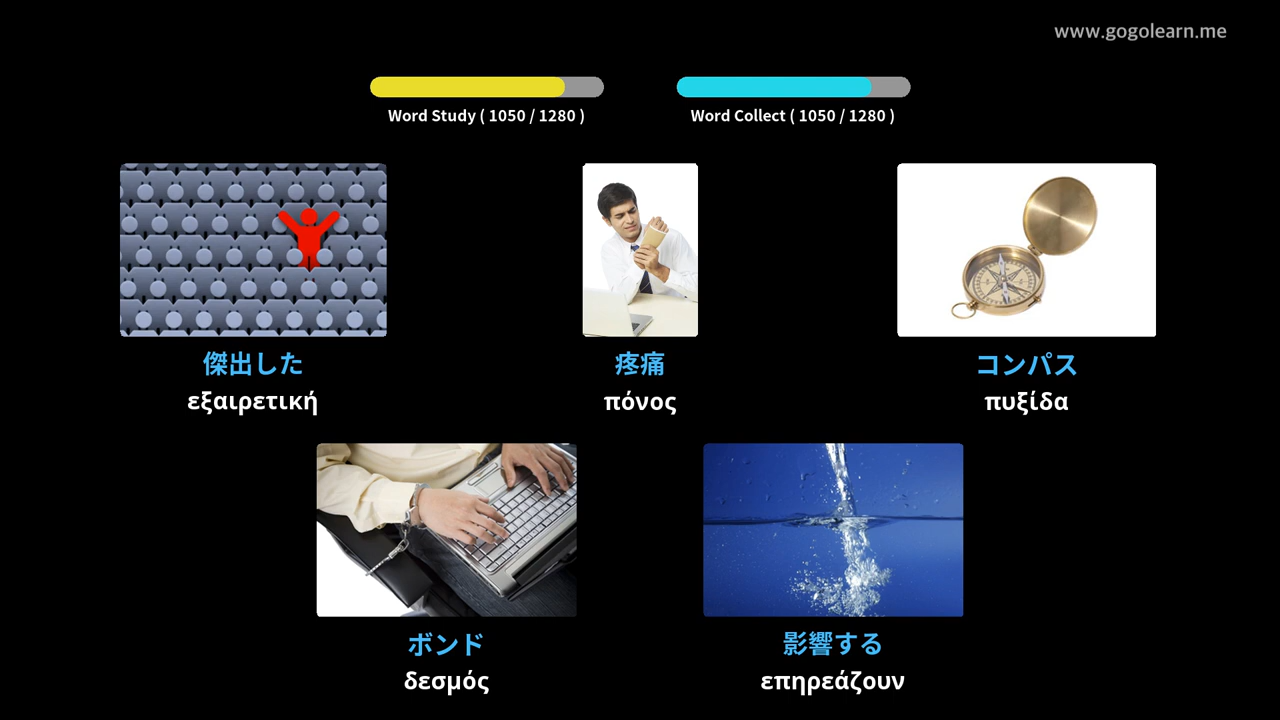 www.gogolearn.me
Word Study ( 1050 / 1280 )
Word Collect ( 1050 / 1280 )
傑出した
εξαιρετική
疼痛
πόνος
コンパス
πυξίδα
ボンド
δεσμός
影響する
επηρεάζουν